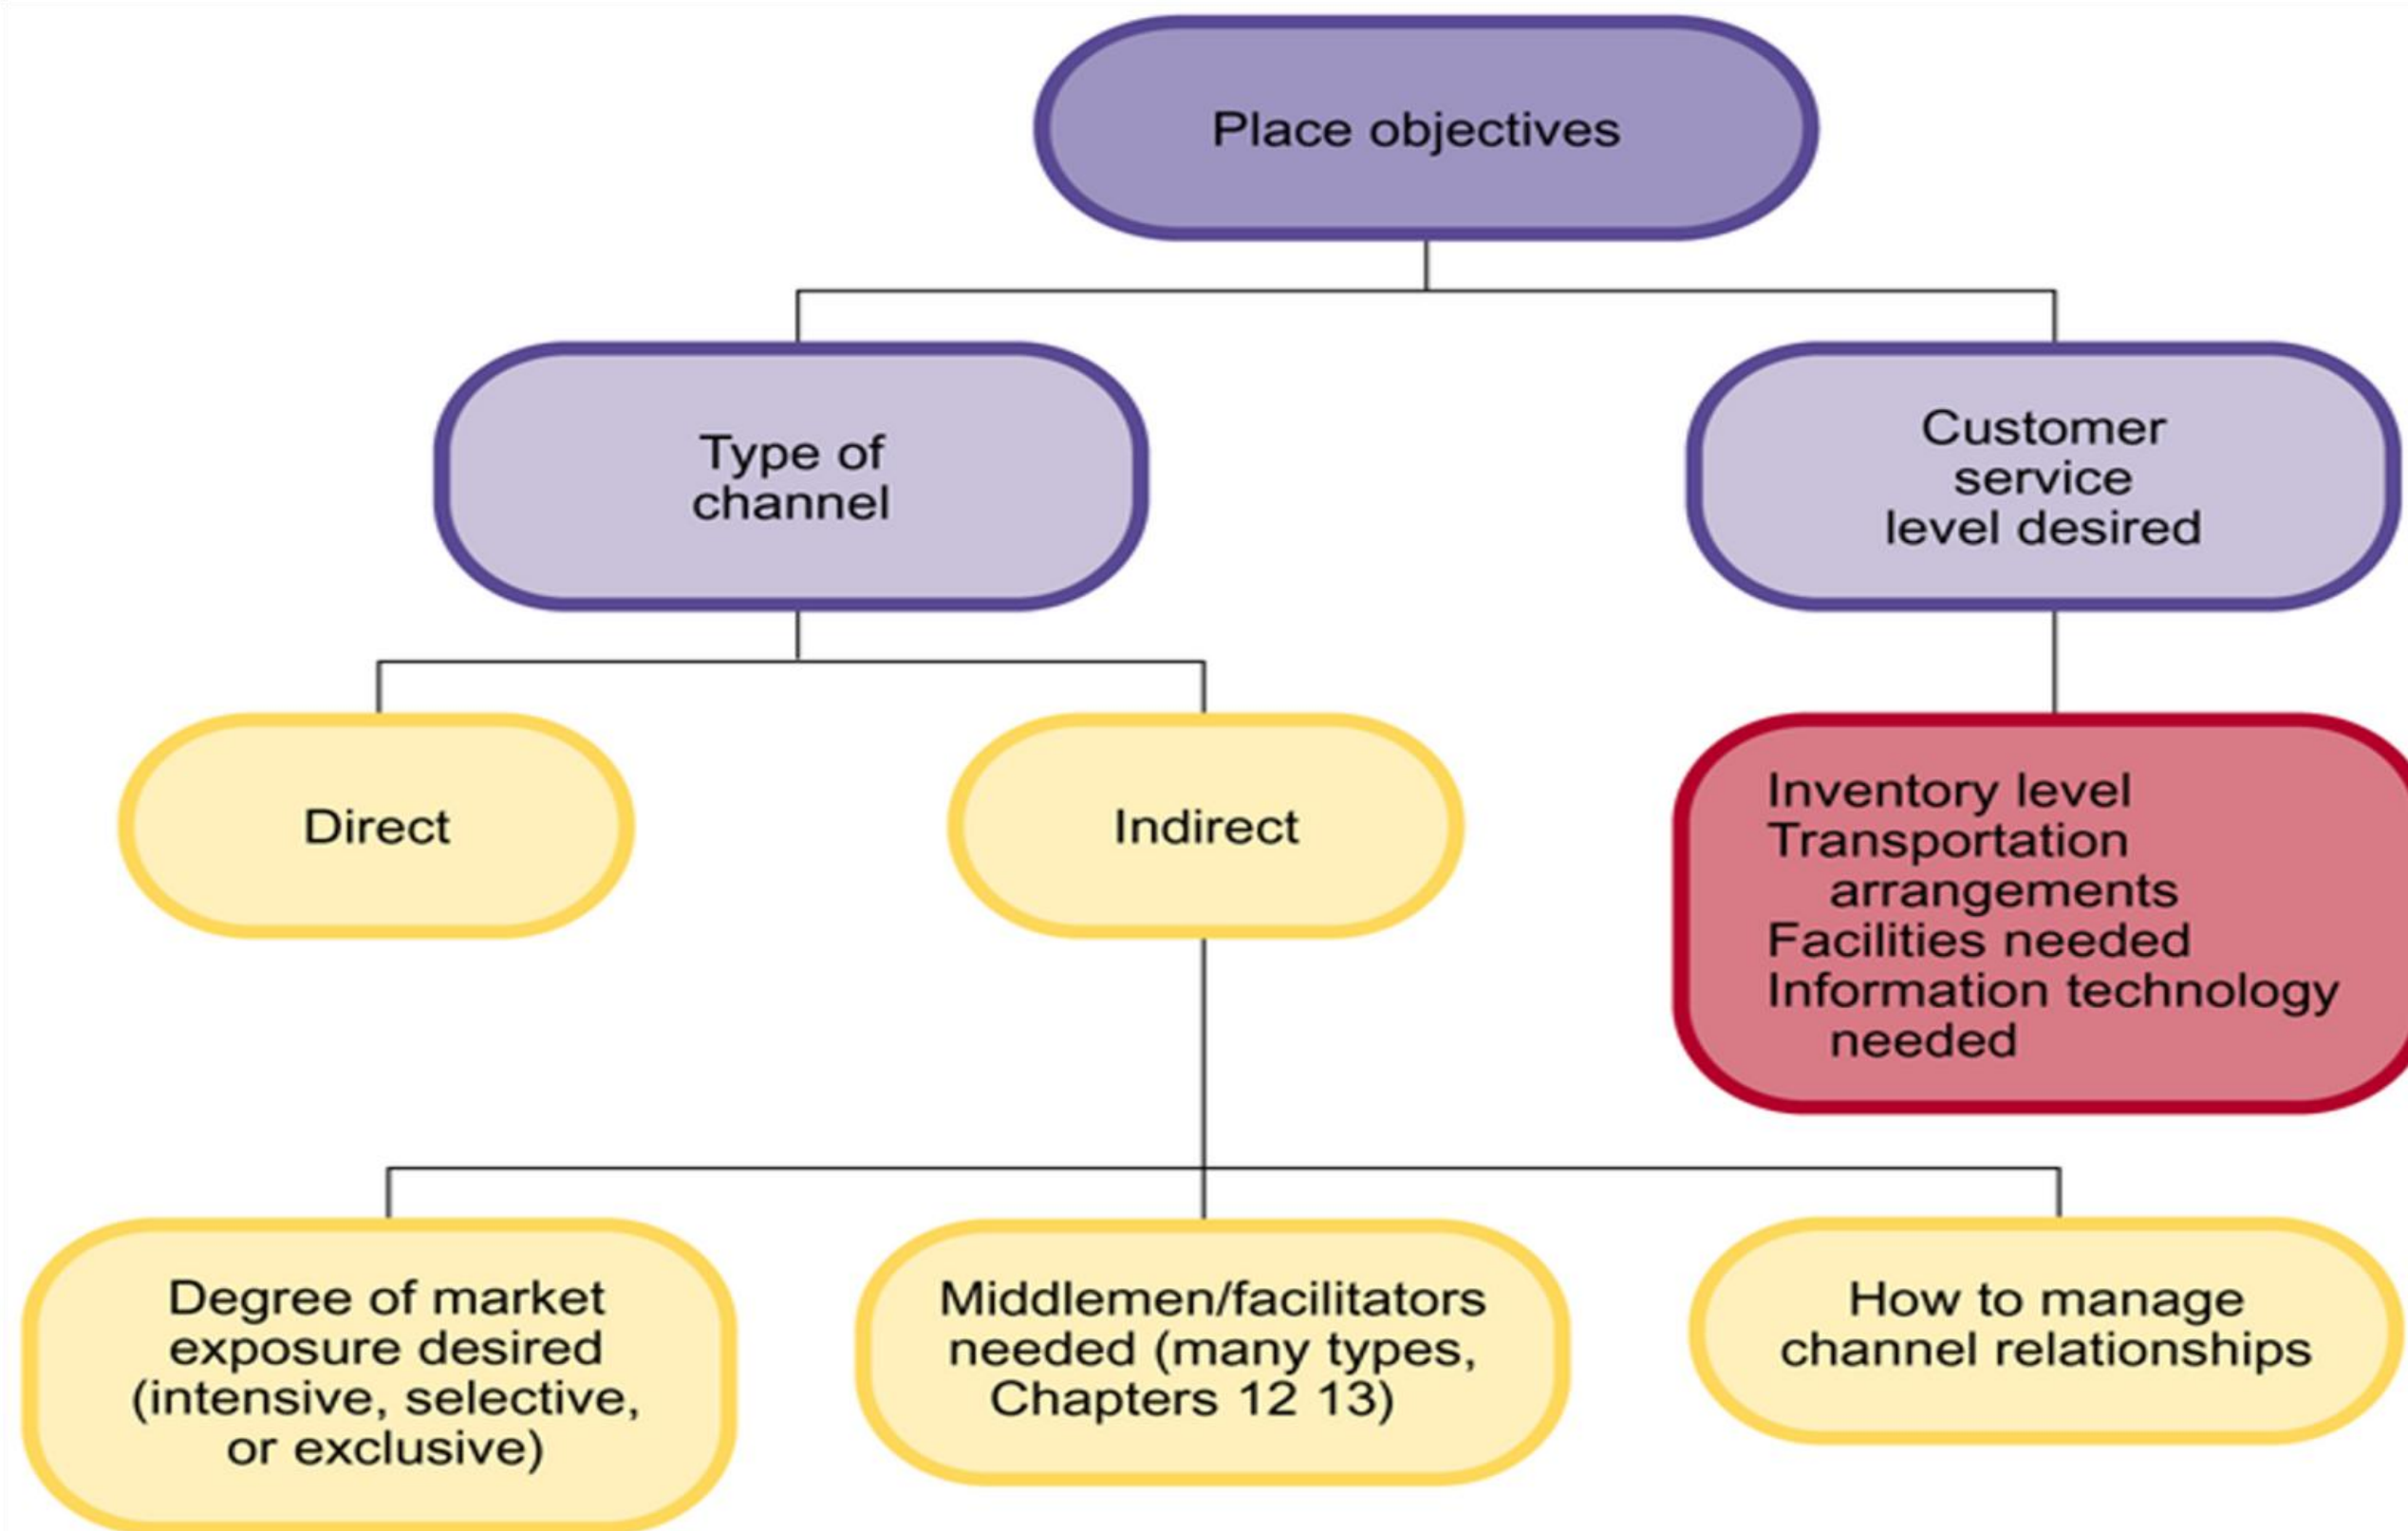 Place objectives
Type of
channel
Customer
service
level desired
Direct
Indirect
Inventory level
Transportation
arrangements
Facilities needed
Information technology
needed
Degree of market
exposure desired
(intensive, selective,
or exclusive)
Middlemen/facilitators
needed (many types,
Chapters 12 13)
How to manage
channel relationships